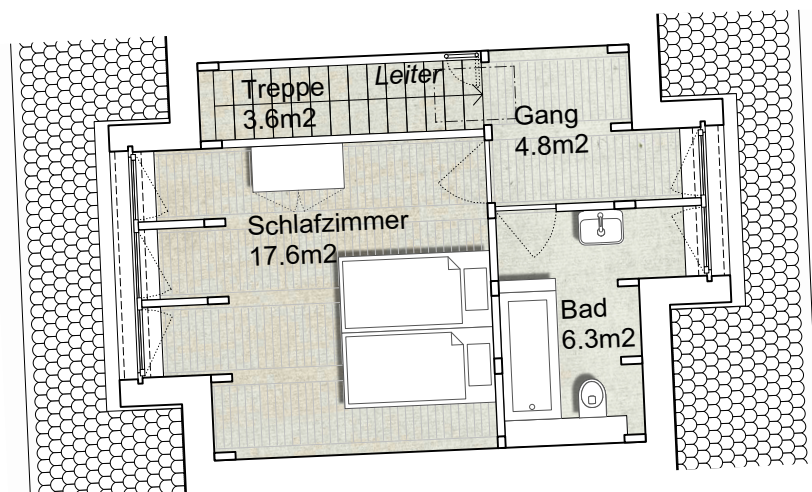 Treppe
3.6m2
Leiter
Gang
4.8m2
Schlafzimmer
17.6m2
Bad
6.3m2